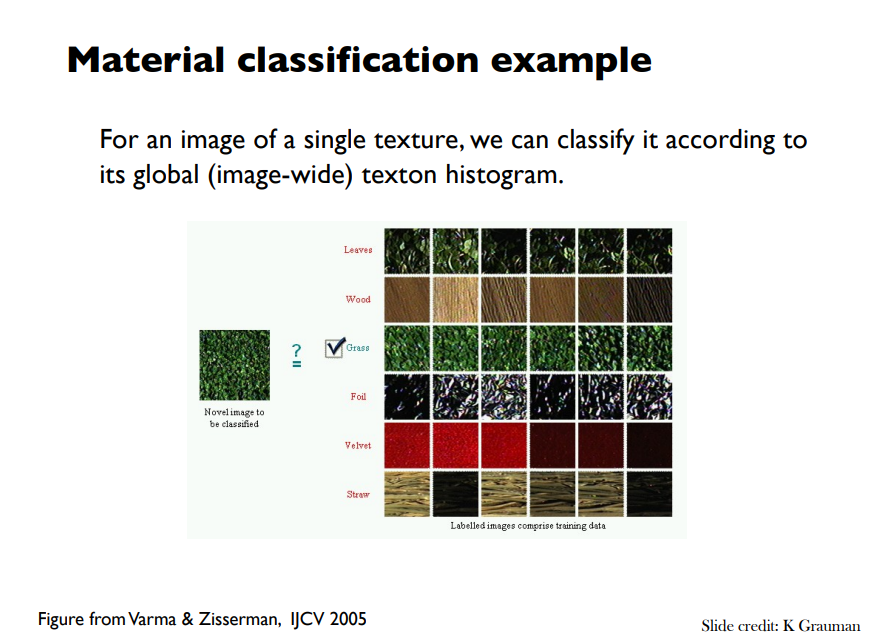 Material classification example
For an image of a single texture, we can classify it according to
its global (image-wide) texton histogram.
Leaves
Wood
Grass
Foil
Velvet
Straw
?
=
Novel image to
be classified
Labelled images comprise training data
Figure from Varma & Zisserman, IJCV 2005
Slide credit: K Grauman